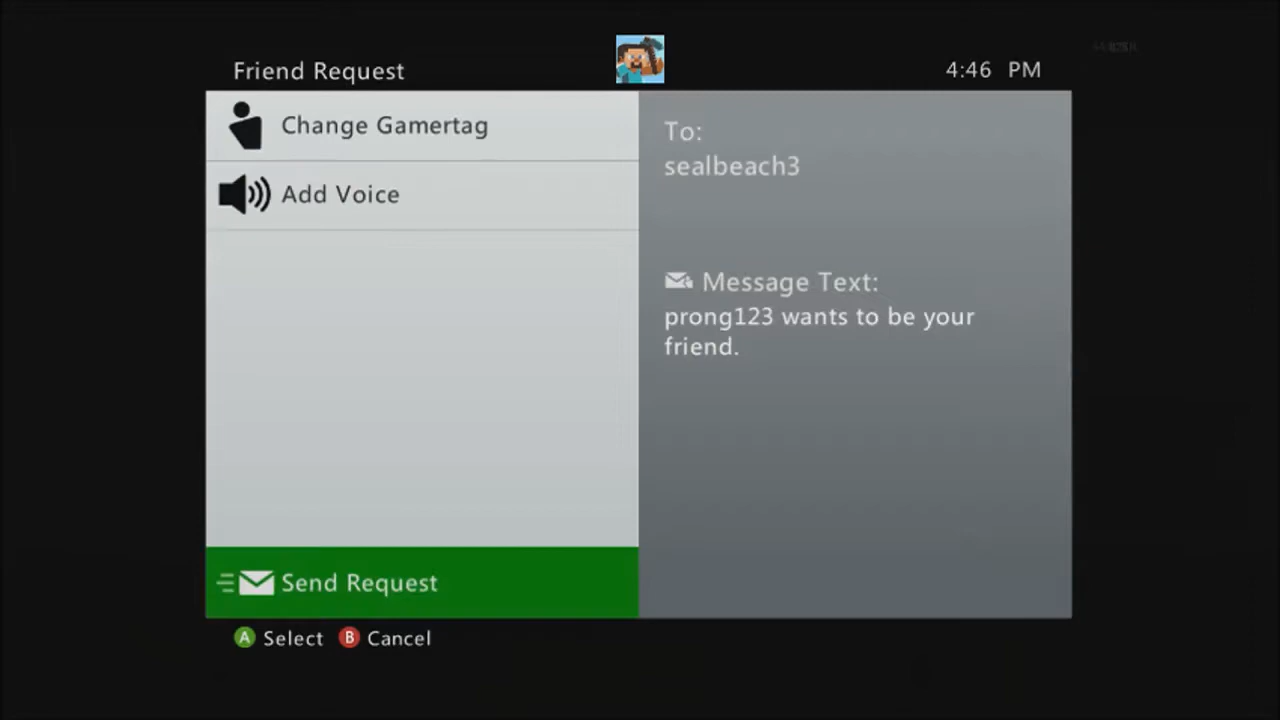 Friend Request
4:46 PM
Change Gamertag
Add Voice
To:
sealbeach3
Message Text:
prong123 wants to be your
friend.
Send Request
A Select B Cancel